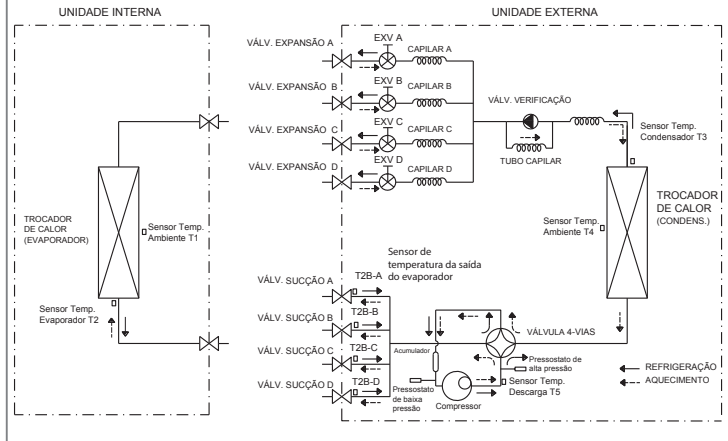 UNIDADE INTERNA
UNIDADE EXTERNA
VÁLV. EXPANSÃO A
EXV A
CAPILAR A
VÁLV. EXPANSÃO
B
EXV B
CAPILAR B
VÁLV. EXPANSÃO
C
EXV C
CAPILAR C
VÁLV. EXPANSÃO
D
EXV D
CAPILAR D
VÁLV. VERIFICAÇÃO
TUBO CAPILAR
Sensor Temp.
Condensador T3
TROCADOR
DE CALOR
(EVAPORADOR)
Sensor Temp.
Ambiente T1
Sensor Temp.
Evaporador T2
Sensor Temp.
Ambiente T4
TROCADOR
DE CALOR
(CONDENS.)
Sensor de
temperatura da saída
do evaporador
VÁLV. SUCÇÃO A
T2B-A
VÁLV. SUCÇÃO B
T2B-B
VÁLV. SUCÇÃO C
T2B-C
VÁLV. SUCÇÃO D
T2B-D
Acumulador
VÁLVULA 4-VIAS
Pressostato de
alta pressão
Pressostato
de baixa
pressão
Compressor
Sensor Temp.
Descarga T5
REFRIGERAÇÃO
AQUECIMENTO